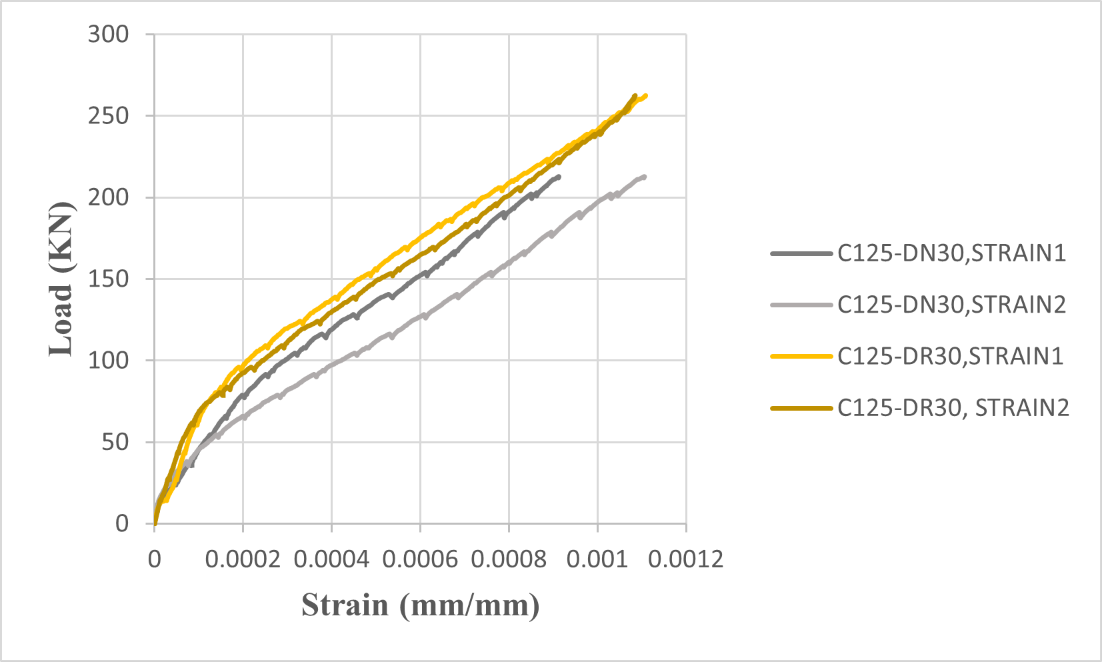 300
250
200
150
100
50
0
Load (KN)
0 0.0002 0.0004 0.0006 0.0008 0.001 0.0012
Strain (mm/mm)
C125-DN30,STRAIN1
C125-DN30,STRAIN2
C125-DR30,STRAIN1
C125-DR30, STRAIN2